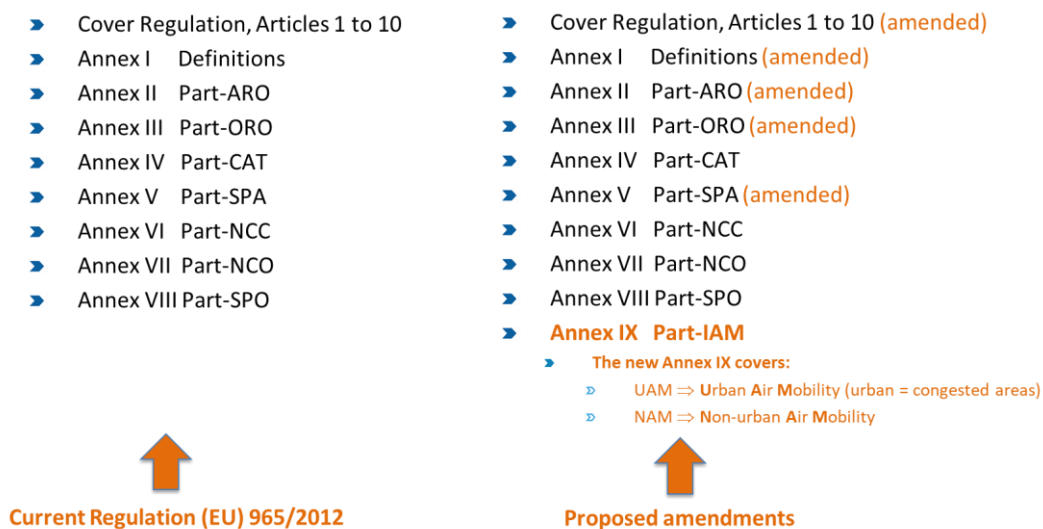 Cover Regulation, Articles 1 to 10
Annex I Definitions
Annex II Part-ARO
Annex III Part-ORO
Annex IV Part-CAT
Annex V Part-SPA
Annex VI Part-NCC
Annex VII Part-NCO
Annex VIII Part-SPO
Current Regulation (EU) 965/2012
Cover Regulation, Articles 1 to 10 (amended)
Annex I Definitions (amended)
Annex II Part-ARO (amended)
Annex III Part-ORO (amended)
Annex IV Part-CAT
Annex V Part-SPA (amended)
Annex VI Part-NCC
Annex VII Part-NCO
Annex VIII Part-SPO
Annex IX Part-IAM
The new Annex IX covers:
UAM ⇒ Urban Air Mobility (urban = congested areas)
NAM ⇒ Non-urban Air Mobility
Proposed amendments